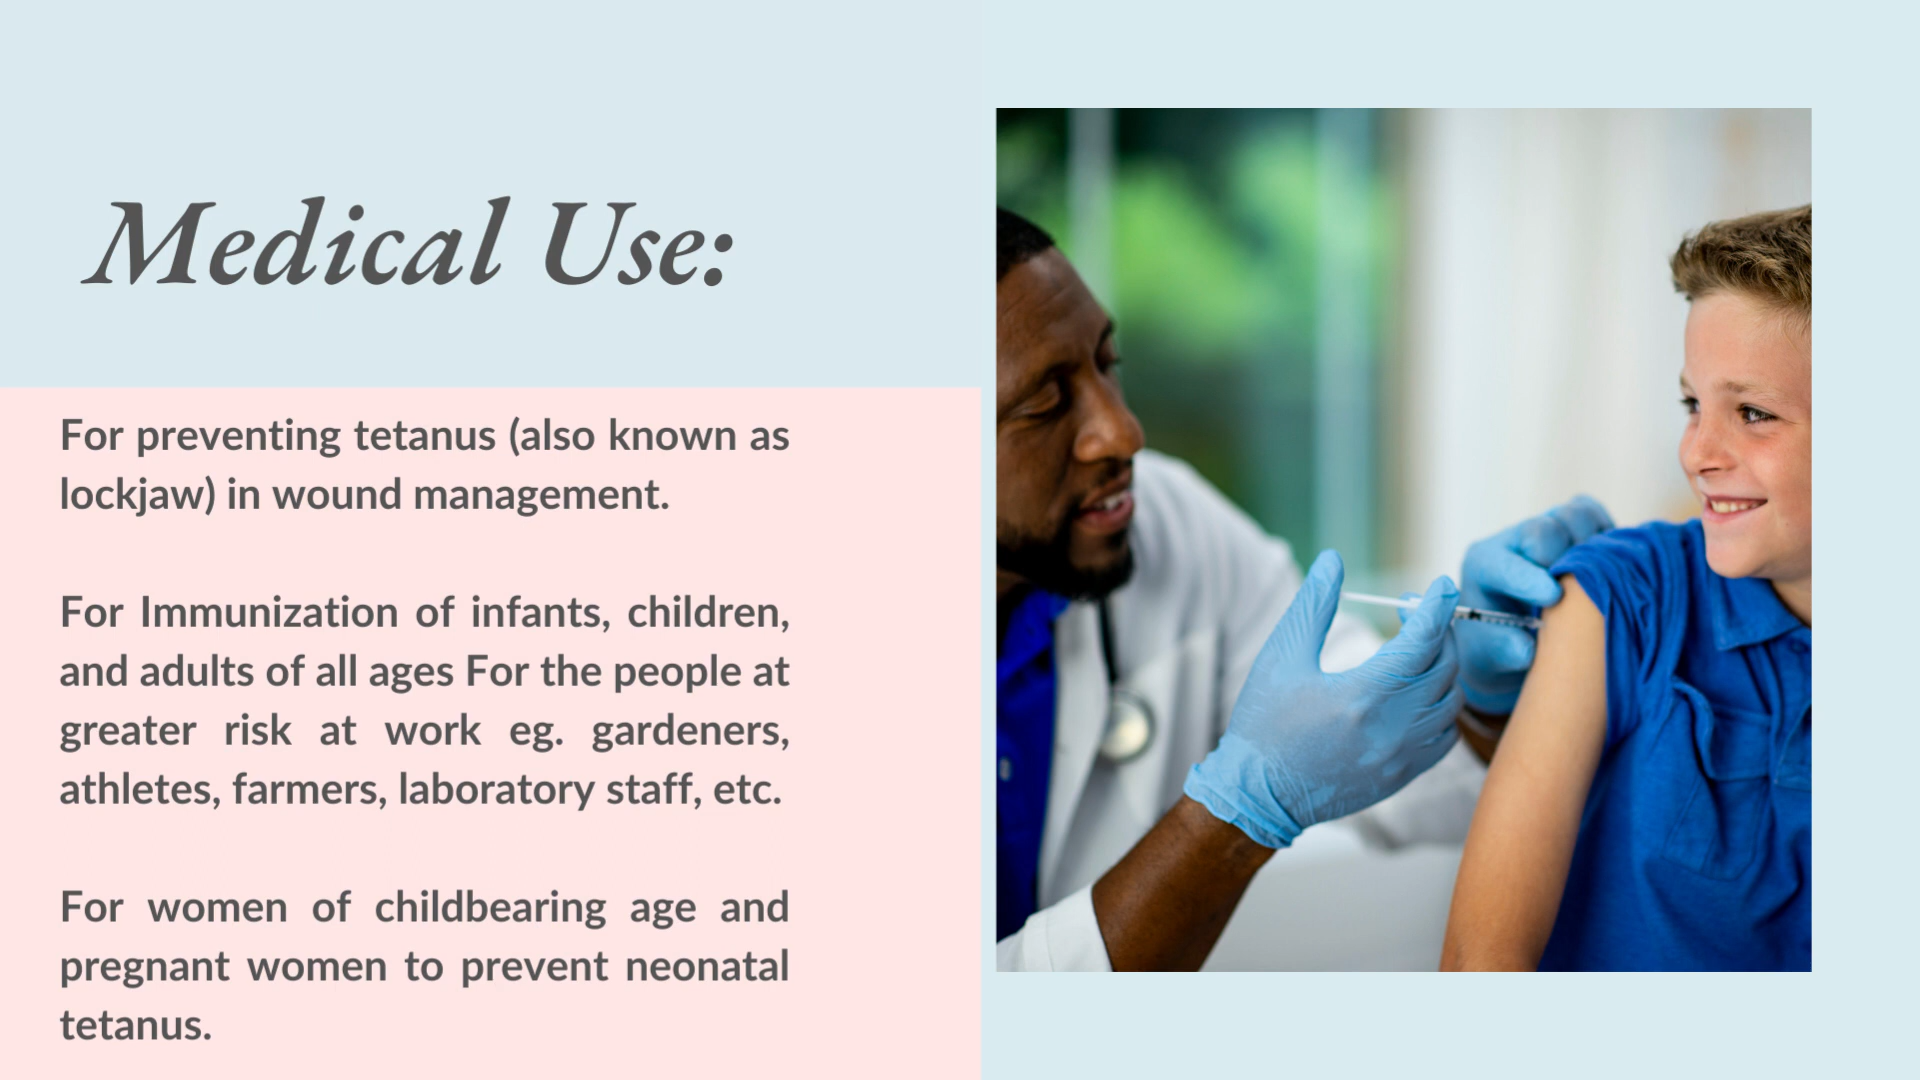 Medical Use:
For preventing tetanus (also known as
lockjaw) in wound management.
For Immunization of infants, children,
and adults of all ages For the people at
greater risk at work eg. gardeners,
athletes, farmers, laboratory staff, etc.
For women of childbearing age and
pregnant women to prevent neonatal
tetanus.